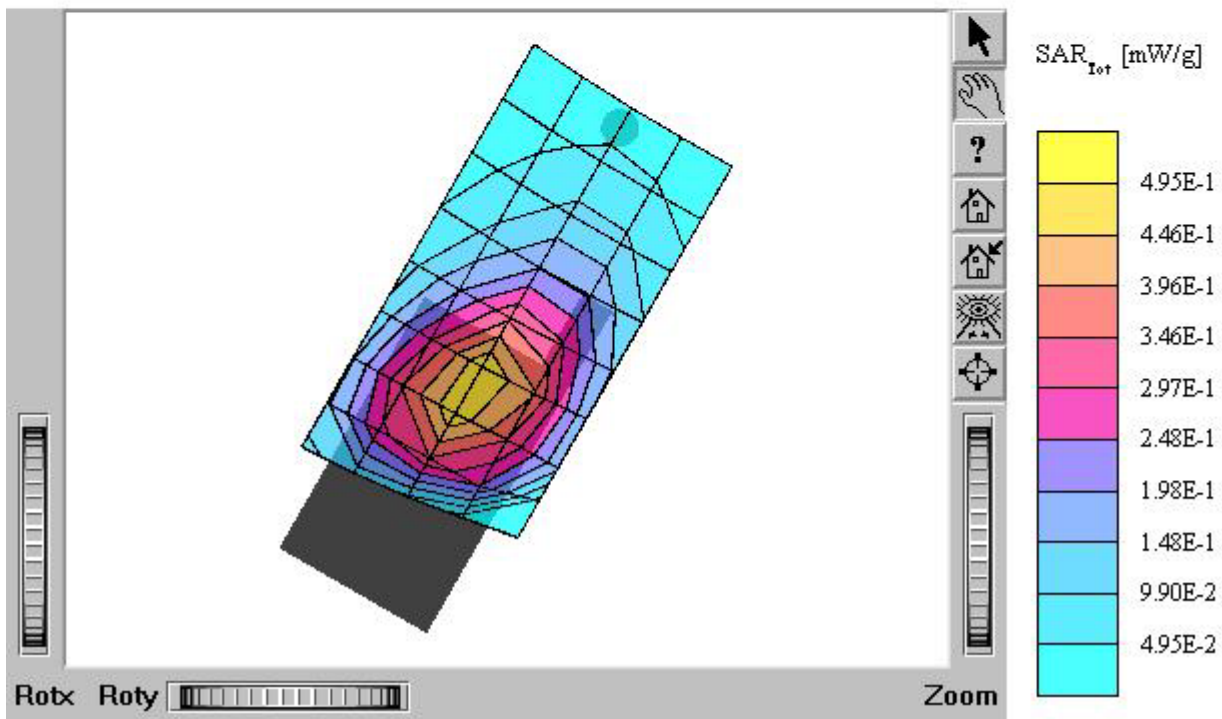 SAR_Tot [mW/g]
4.95E-1
4.46E-1
3.96E-1
3.46E-1
2.97E-1
2.48E-1
1.98E-1
1.48E-1
9.90E-2
4.95E-2
?
Rotx Roty Zoom